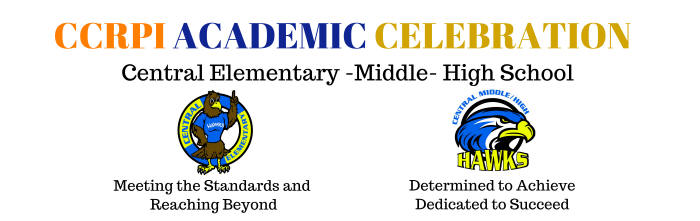 CCRPI ACADEMIC CELEBRATION
Central Elementary -Middle- High School
CENTRAL
ELEMENTARY
CENTRAL MIDDLE/HIGH
HAWKS
Meeting the Standards and
Reaching Beyond
Determined to Achieve
Dedicated to Succeed